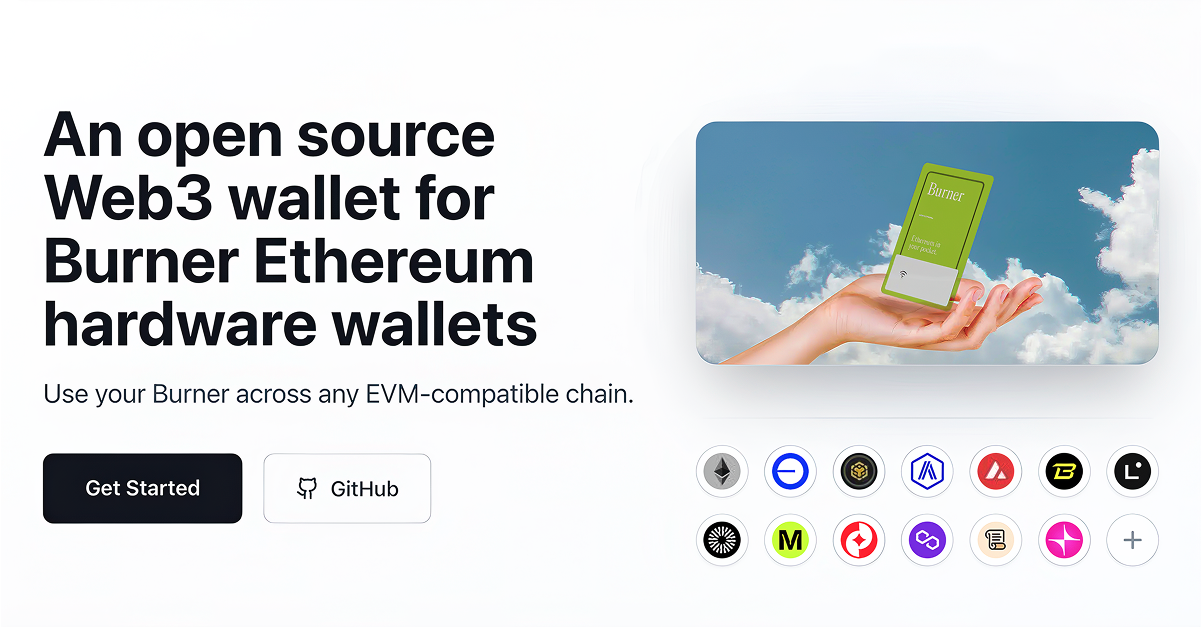 An open source
Web3 wallet for
Burner Ethereum
hardware wallets
Use your Burner across any EVM-compatible chain.
Get Started
GitHub
Burner
Ethereum in
your pocket
M